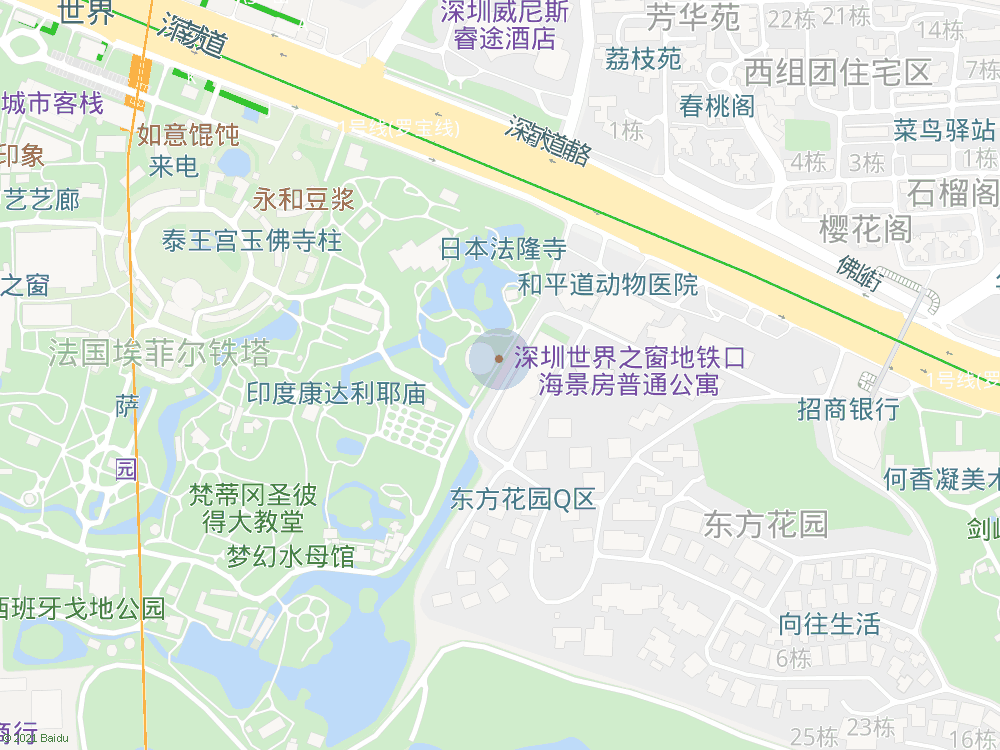 世界
深南大道
深圳威尼斯
睿途酒店
芳华苑
22栋
21栋
14栋
荔枝苑
西组团住宅区
7栋
城市客栈
春桃阁
如意馄饨
1号线(罗宝线)
深南大道辅路
1栋
菜鸟驿站
印象
来电
4栋
3栋
1栋
艺艺廊
永和豆浆
石榴阁
泰王宫玉佛寺柱
日本法隆寺
樱花阁
之窗
和平道动物医院
法国埃菲尔铁塔
深圳世界之窗地铁口
海景房普通公寓
1号线(罗
萨
印度康达利耶庙
招商银行
园
何香凝美术
梵蒂冈圣彼
得大教堂
东方花园Q区
东方花园
剑
梦幻水母馆
西班牙戈地公园
向往生活
6栋
商行
23栋
25栋
16栋
© 2021 Baidu